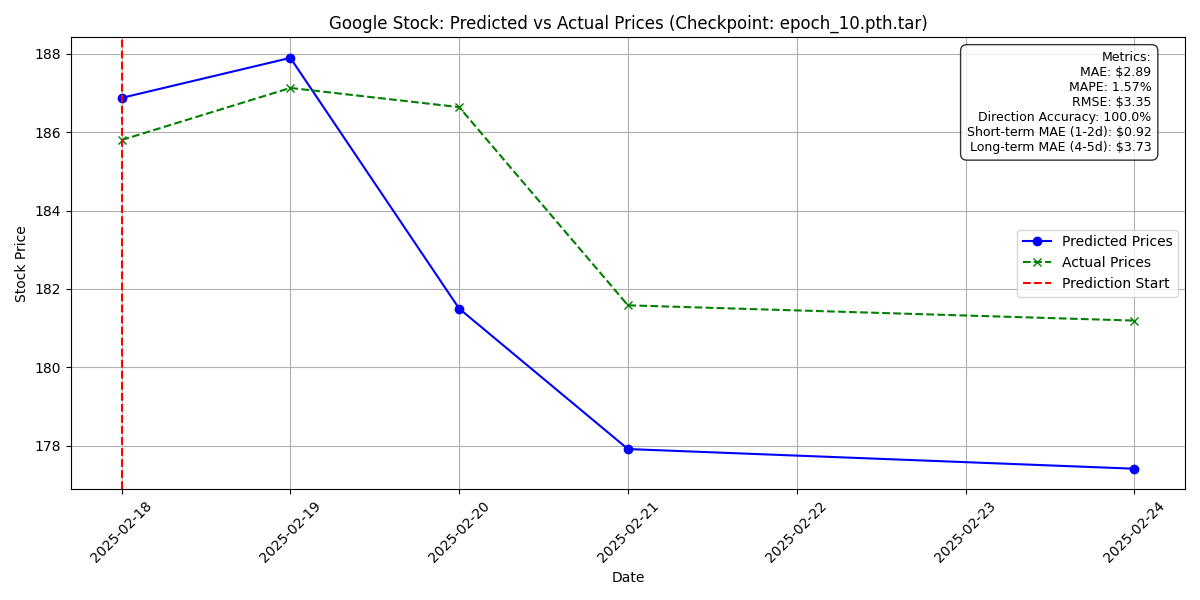 Google Stock: Predicted vs Actual Prices (Checkpoint: epoch_10.pth.tar)
188
186
184
182
180
178
Stock Price
Metrics:
MAE: $2.89
MAPE: 1.57%
RMSE: $3.35
Direction Accuracy: 100.0%
Short-term MAE (1-2d): $0.92
Long-term MAE (4-5d): $3.73
Predicted Prices
Actual Prices
Prediction Start
2025-02-18
2025-02-19
2025-02-20
2025-02-21
2025-02-22
2025-02-23
2025-02-24
Date